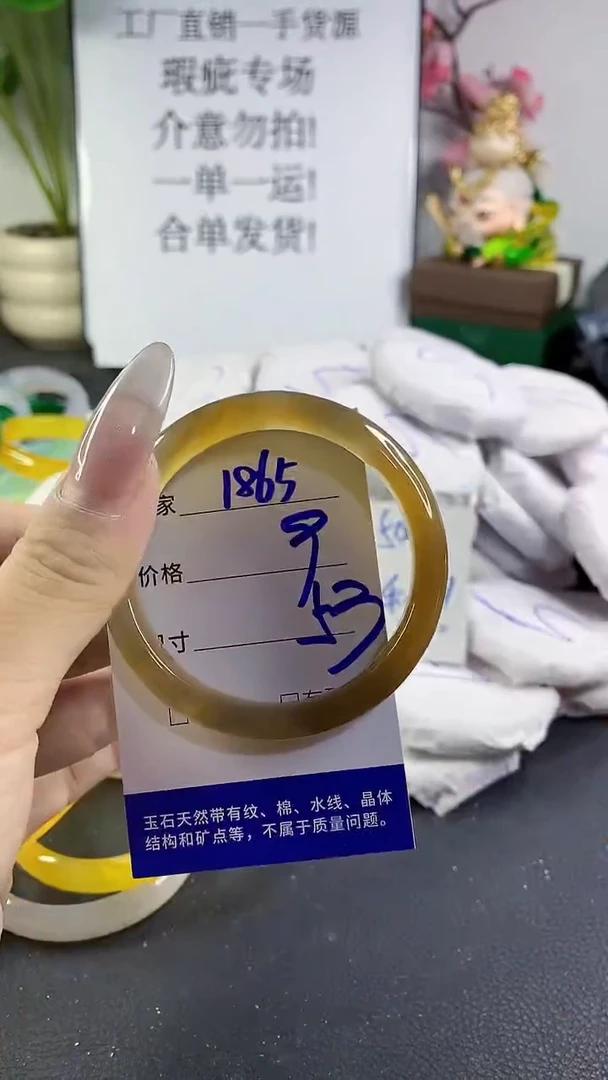 工厂直销一手货源
瑕疵专场
介意勿拍!
一单一运!
合单发货!
家 1865
价格 9
寸 53
玉石天然带有纹、棉、水线、晶体
结构和矿点等，不属于质量问题。